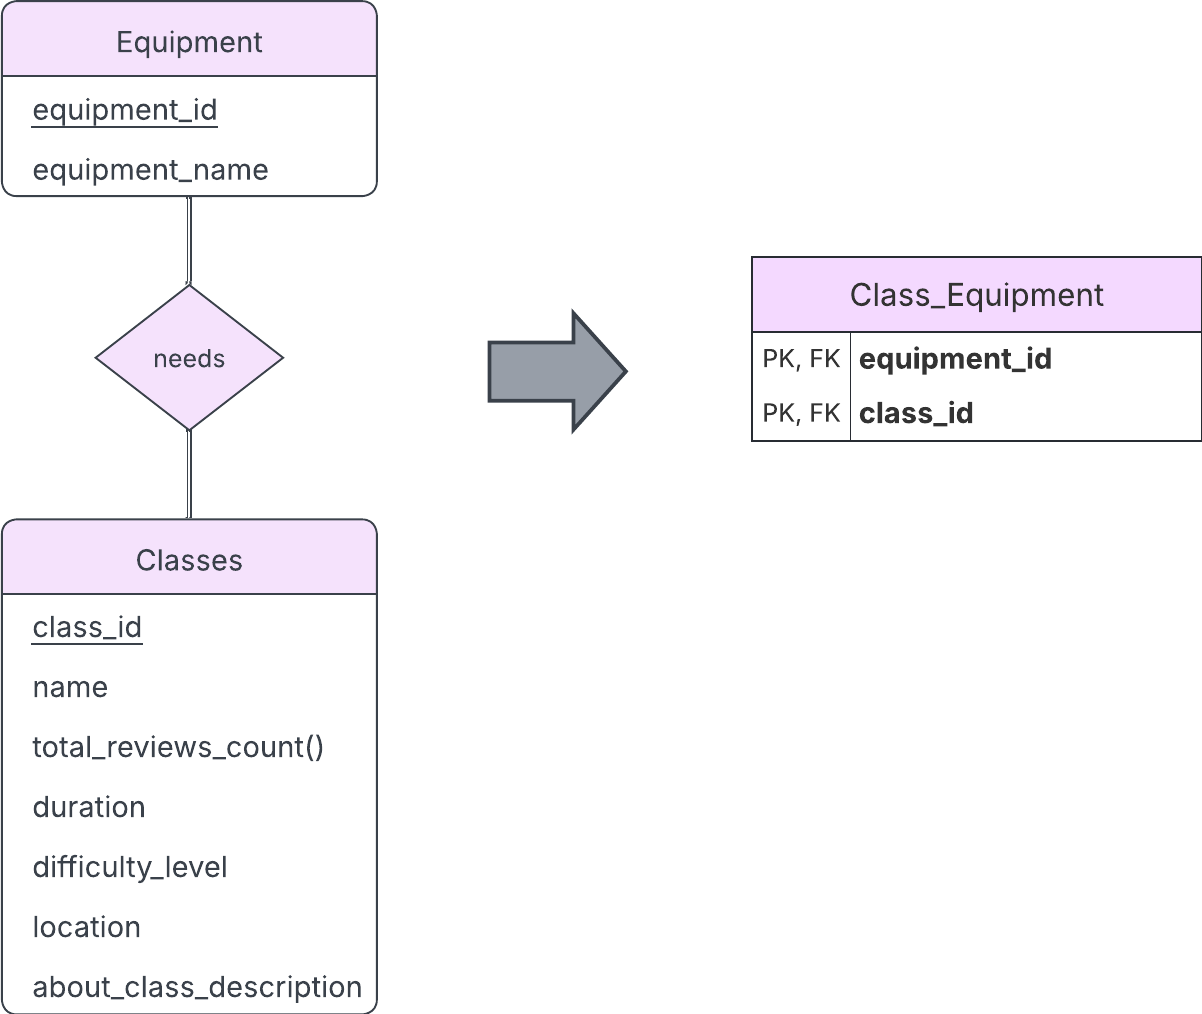 Equipment
equipment_id
equipment_name
needs
Classes
class_id
name
total_reviews_count()
duration
difficulty_level
location
about_class_description
Class_Equipment
PK, FK equipment_id
PK, FK class_id